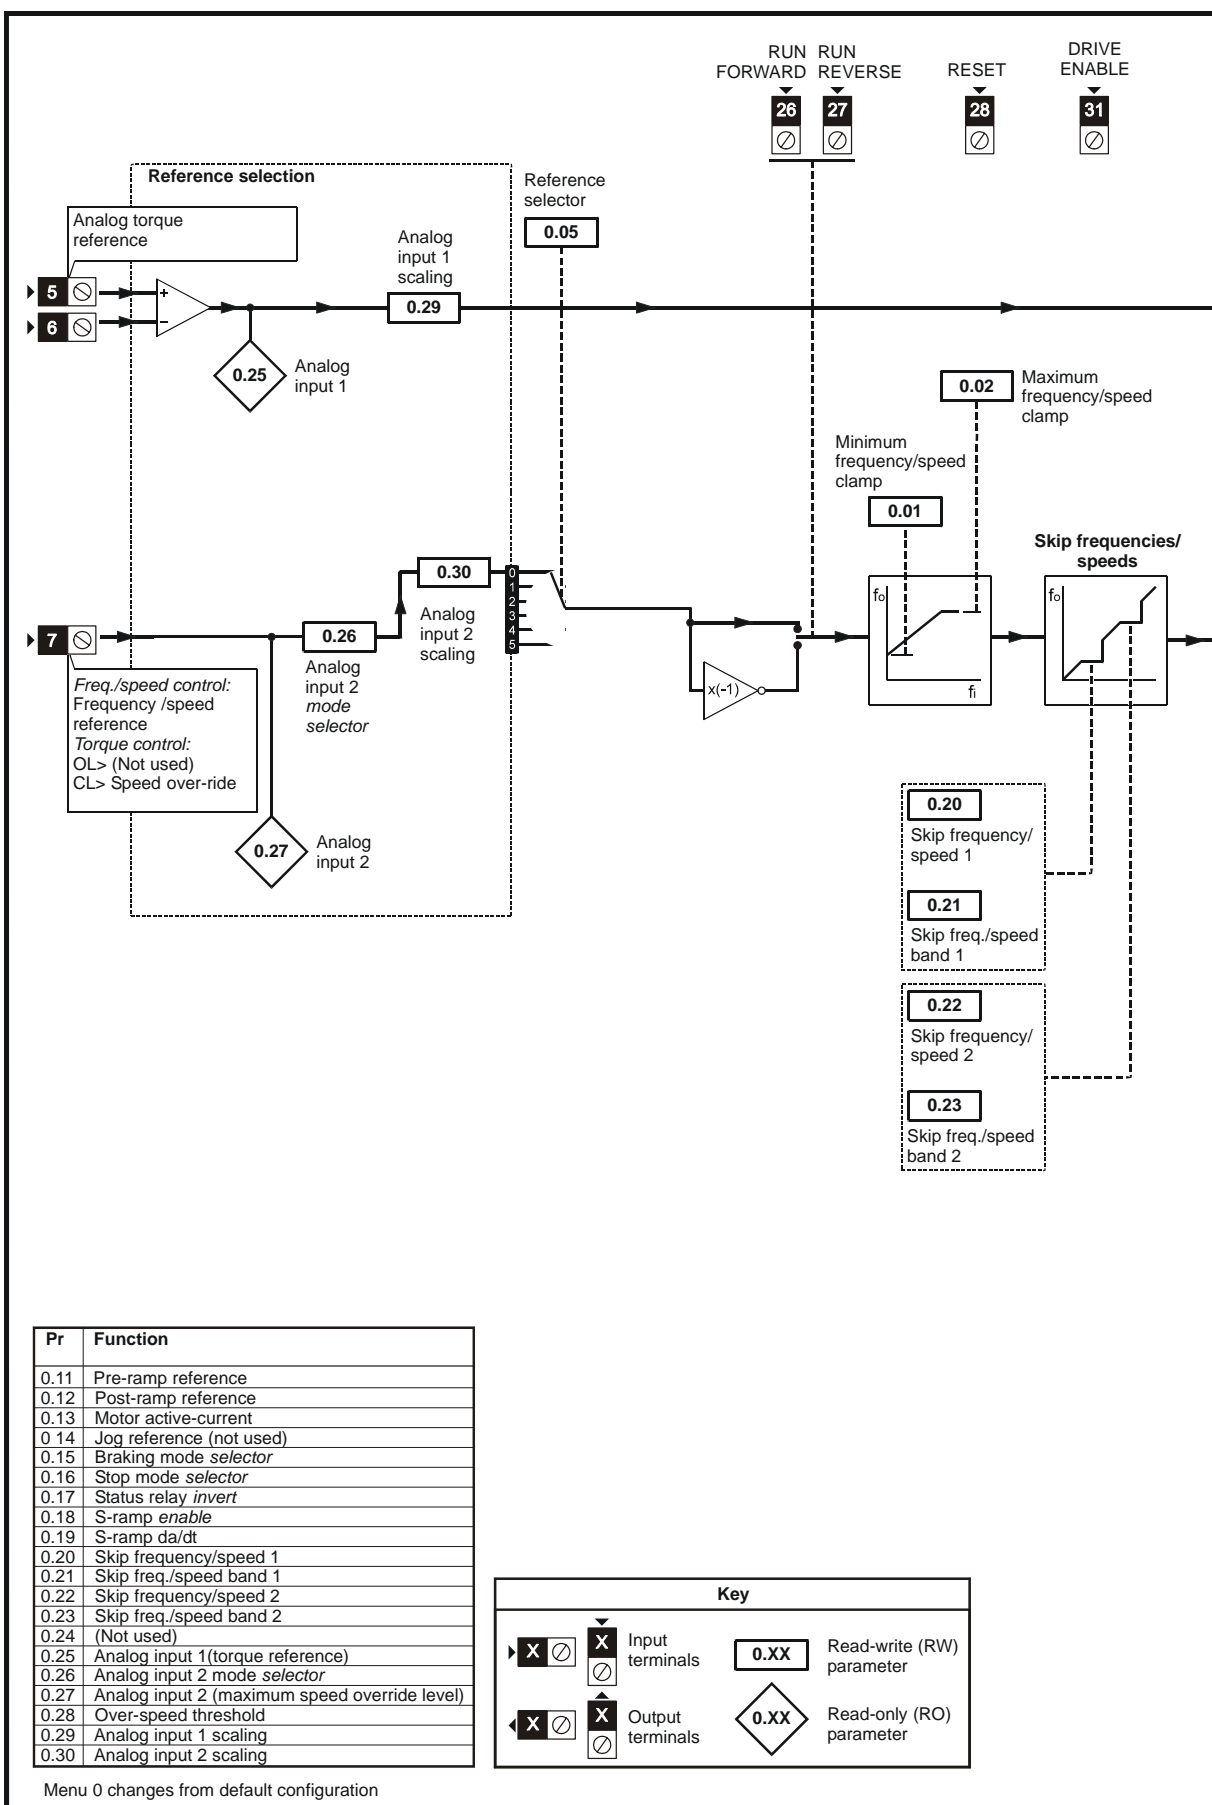 RUN FORWARD
RUN REVERSE
RESET
DRIVE ENABLE
26
27
28
31
Reference selection
Reference
selector
0.05
Analog torque
reference
Analog
input 1
scaling
5
+
0.29
6
–
0.25
Analog
input 1
0.02
Maximum
frequency/speed
clamp
Minimum
frequency/speed
clamp
0.01
Skip frequencies/
speeds
0.30
0
1
2
3
4
5
Analog
input 2
scaling
7
0.26
Analog
input 2
mode
selector
x(-1)
fo
fi
fo
Freq./speed control:
Frequency /speed
reference
Torque control:
OL> (Not used)
CL> Speed over-ride
0.27
Analog
input 2
0.20
Skip frequency/
speed 1
0.21
Skip freq./speed
band 1
0.22
Skip frequency/
speed 2
0.23
Skip freq./speed
band 2
Pr Function
0.11 Pre-ramp reference
0.12 Post-ramp reference
0.13 Motor active-current
0 14 Jog reference (not used)
0.15 Braking mode selector
0.16 Stop mode selector
0.17 Status relay invert
0.18 S-ramp enable
0.19 S-ramp da/dt
0.20 Skip frequency/speed 1
0.21 Skip freq./speed band 1
0.22 Skip frequency/speed 2
0.23 Skip freq./speed band 2
0.24 (Not used)
0.25 Analog input 1(torque reference)
0.26 Analog input 2 mode selector
0.27 Analog input 2 (maximum speed override level)
0.28 Over-speed threshold
0.29 Analog input 1 scaling
0.30 Analog input 2 scaling
Key
X
X
Input
terminals
0.XX
Read-write (RW)
parameter
X
X
Output
terminals
0.XX
Read-only (RO)
parameter
Menu 0 changes from default configuration